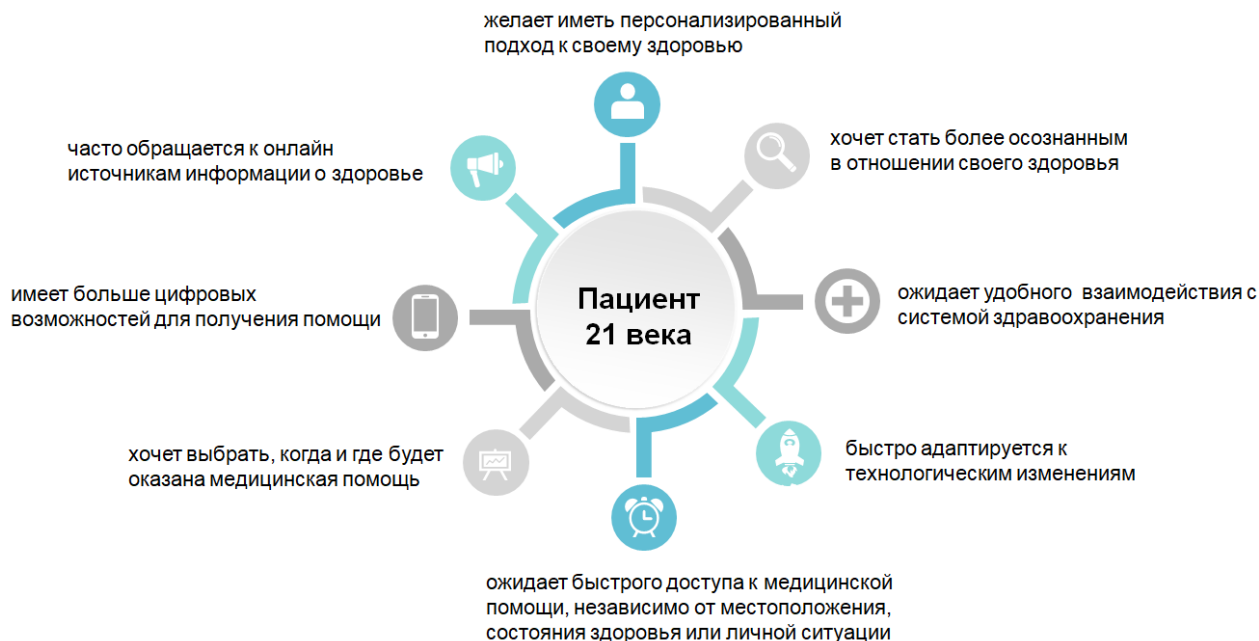 желает иметь персонализированный
подход к своему здоровью
хочет стать более осознанным
в отношении своего здоровья
ожидает удобного взаимодействия с
системой здравоохранения
быстро адаптируется к
технологическим изменениям
ожидает быстрого доступа к медицинской
помощи, независимо от местоположения,
состояния здоровья или личной ситуации
хочет выбрать, когда и где будет
оказана медицинская помощь
имеет больше цифровых
возможностей для получения помощи
часто обращается к онлайн
источникам информации о здоровье
Пациент
21 века